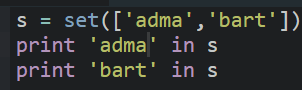 s = set(['adma','bart'])
print 'adma' in s
print 'bart' in s